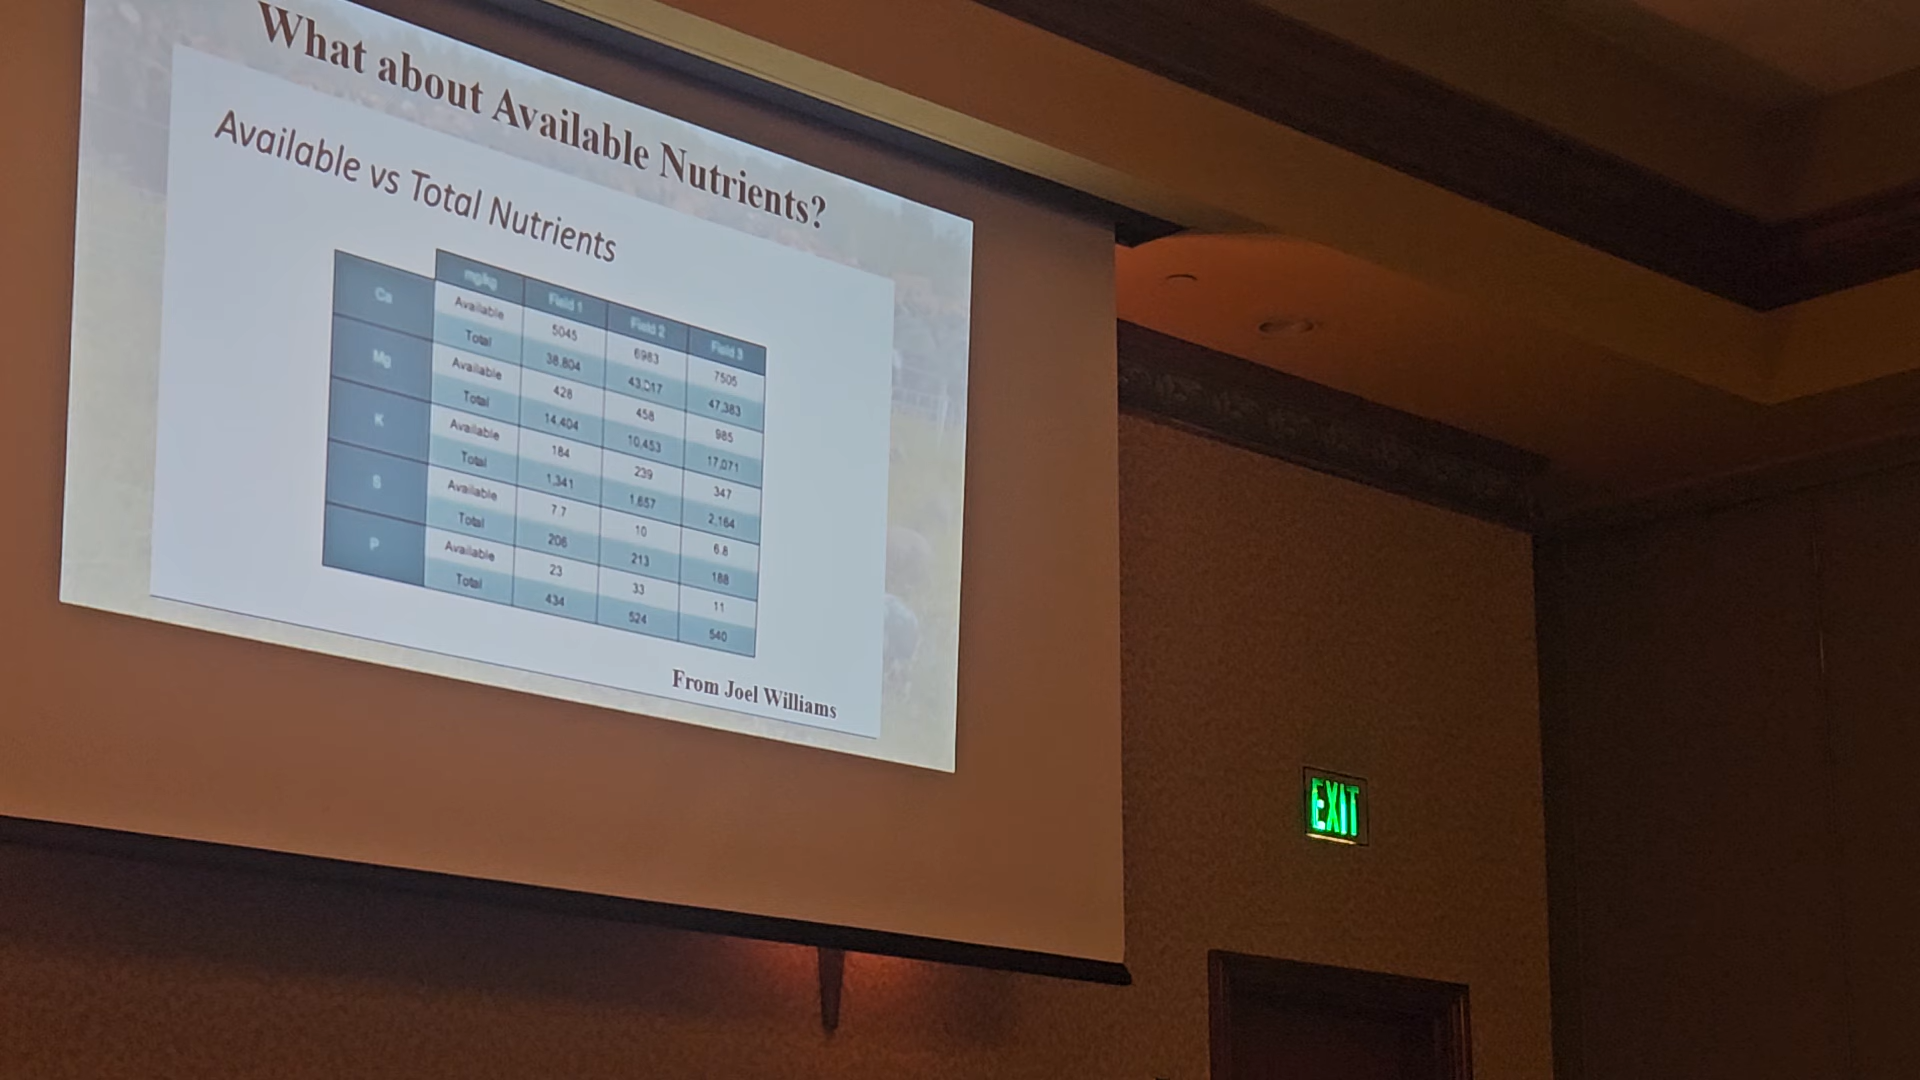 What about Available Nutrients?
Available vs Total Nutrients
mg/kg Field 1 Field 2 Field 3
Ca Available 5045 6983 7505
Total 38,804 43,017 47,383
Mg Available 428 458 985
Total 14,404 10,453 17,071
K Available 184 239 347
Total 1,341 1,657 2,164
S Available 7.7 10 6.8
Total 206 213 188
P Available 23 33 11
Total 434 524 540
From Joel Williams
EXIT